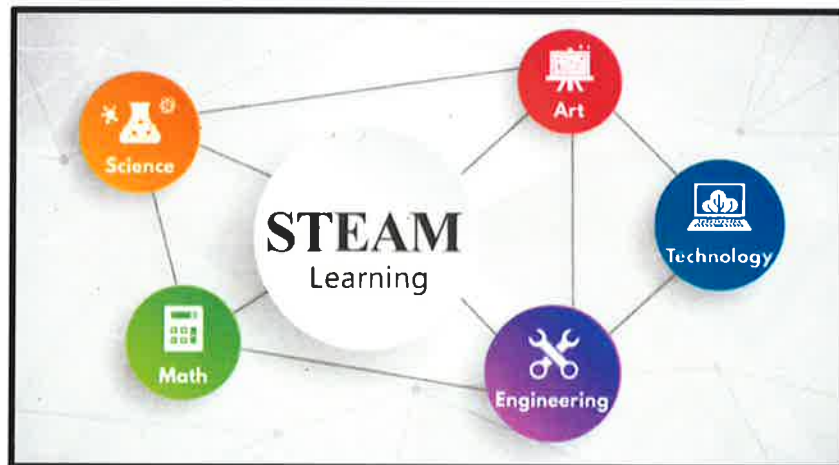 Art
Science
STEAM
Learning
Technology
Math
Engineering